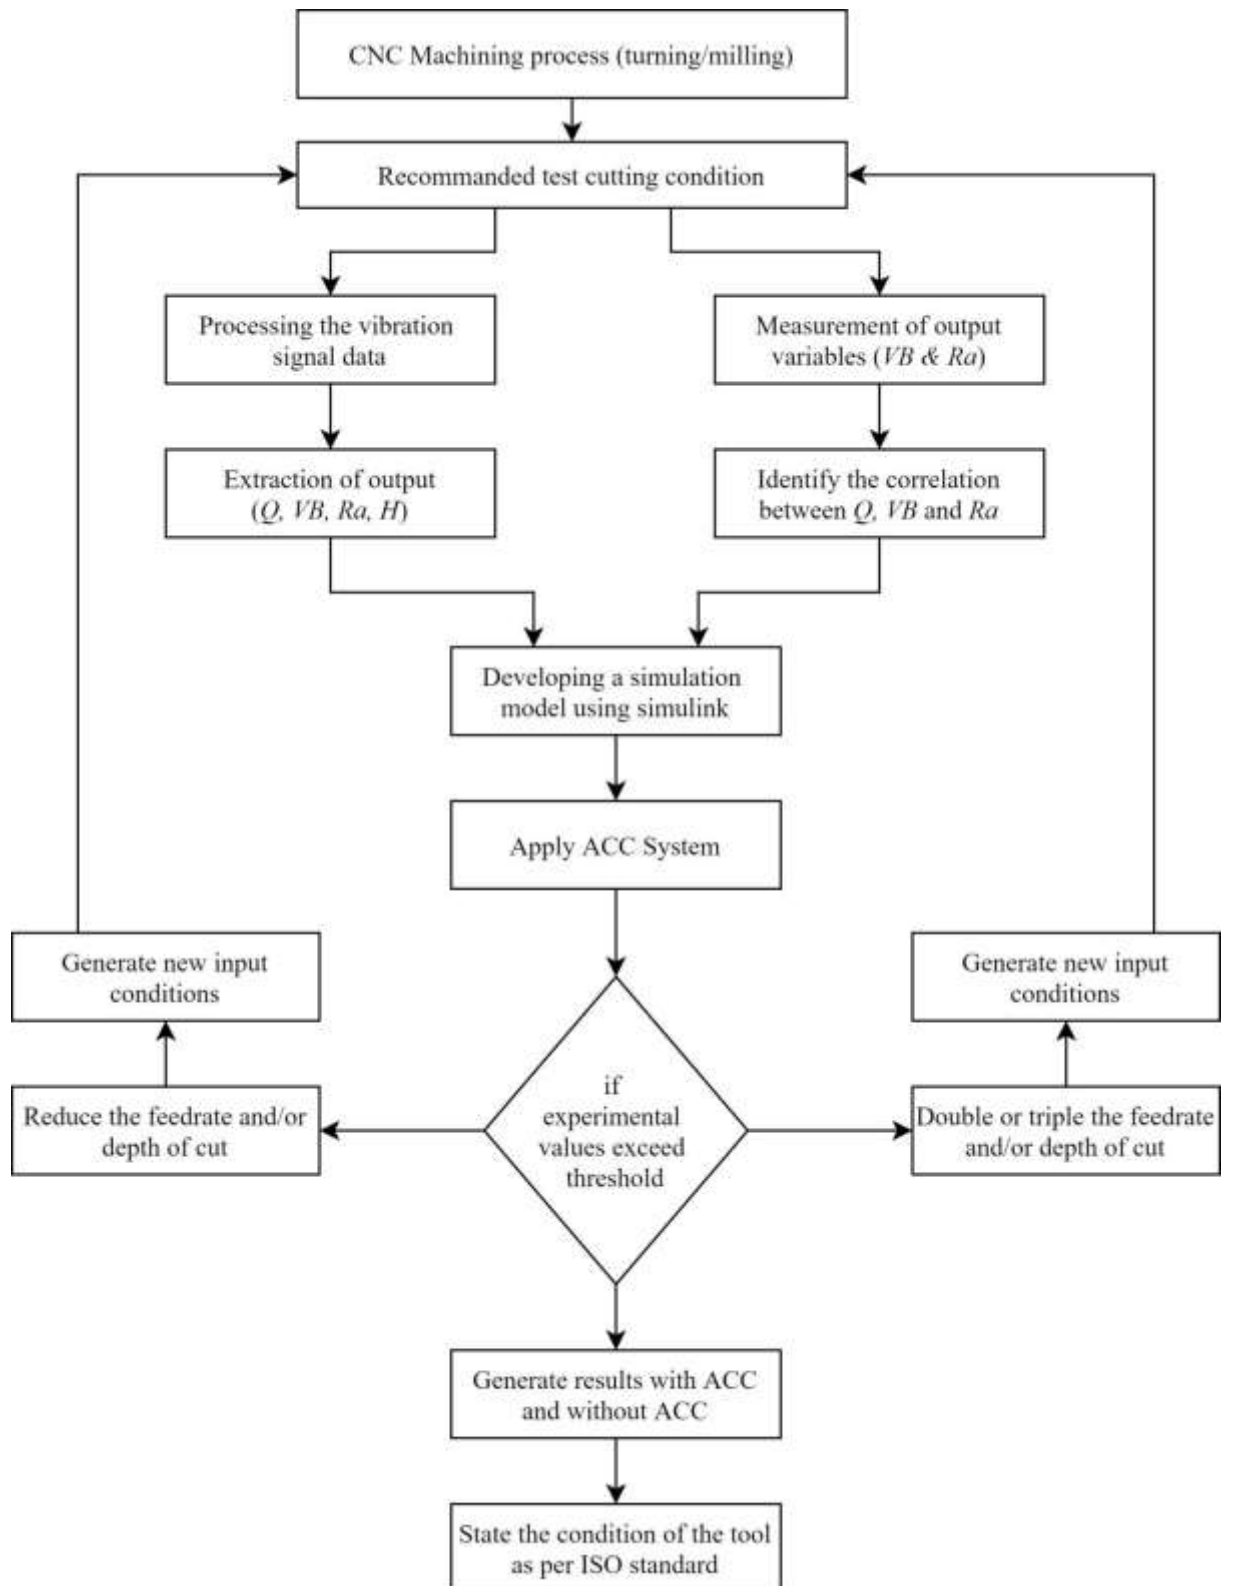 CNC Machining process (turning/milling)
Recommanded test cutting condition
Processing the vibration
signal data
Measurement of output
variables (VB & Ra)
Extraction of output
(Q, VB, Ra, H)
Identify the correlation
between Q, VB and Ra
Developing a simulation
model using simulink
Apply ACC System
Generate new input
conditions
Generate new input
conditions
Reduce the feedrate and/or
depth of cut
if
experimental
values exceed
threshold
Double or triple the feedrate
and/or depth of cut
Generate results with ACC
and without ACC
State the condition of the tool
as per ISO standard